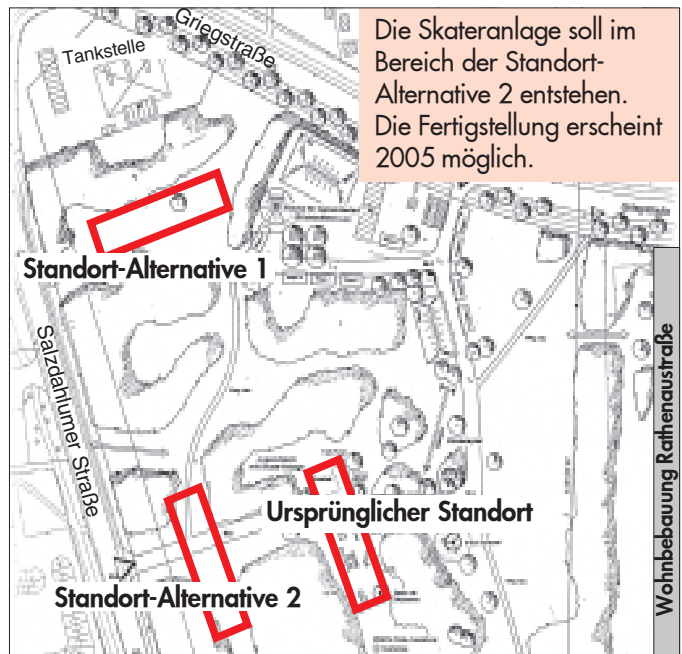 Griegstraße
Tankstelle
Die Skateranlage soll im
Bereich der Standort-
Alternative 2 entstehen.
Die Fertigstellung erscheint
2005 möglich.
Standort-Alternative 1
Salzdahlumer Straße
Wohnbebauung Rathenaustraße
Ursprünglicher Standort
Standort-Alternative 2